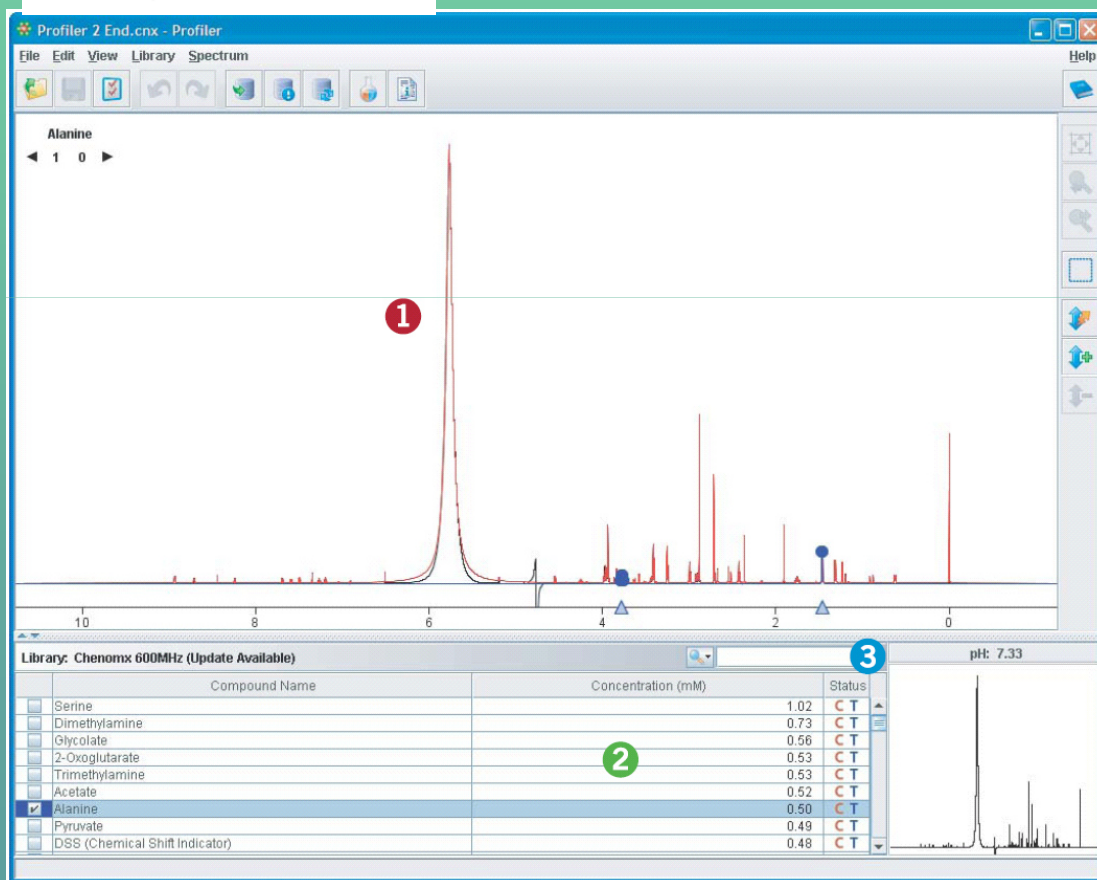 Profiler 2 End.cnx - Profiler
File Edit View Library Spectrum Help
Alanine
1 0
1
10 8 6 4 2 0
Library: Chenomx 600MHz (Update Available)
3
pH: 7.33
Compound Name Concentration (mM) Status
Serine 1.02 C T
Dimethylamine 0.73 C T
Glycolate 0.56 C T
2-Oxoglutarate 0.53 C T
2
Trimethylamine 0.53 C T
Acetate 0.52 C T
Alanine 0.50 C T
Pyruvate 0.49 C T
DSS (Chemical Shift Indicator) 0.48 C T